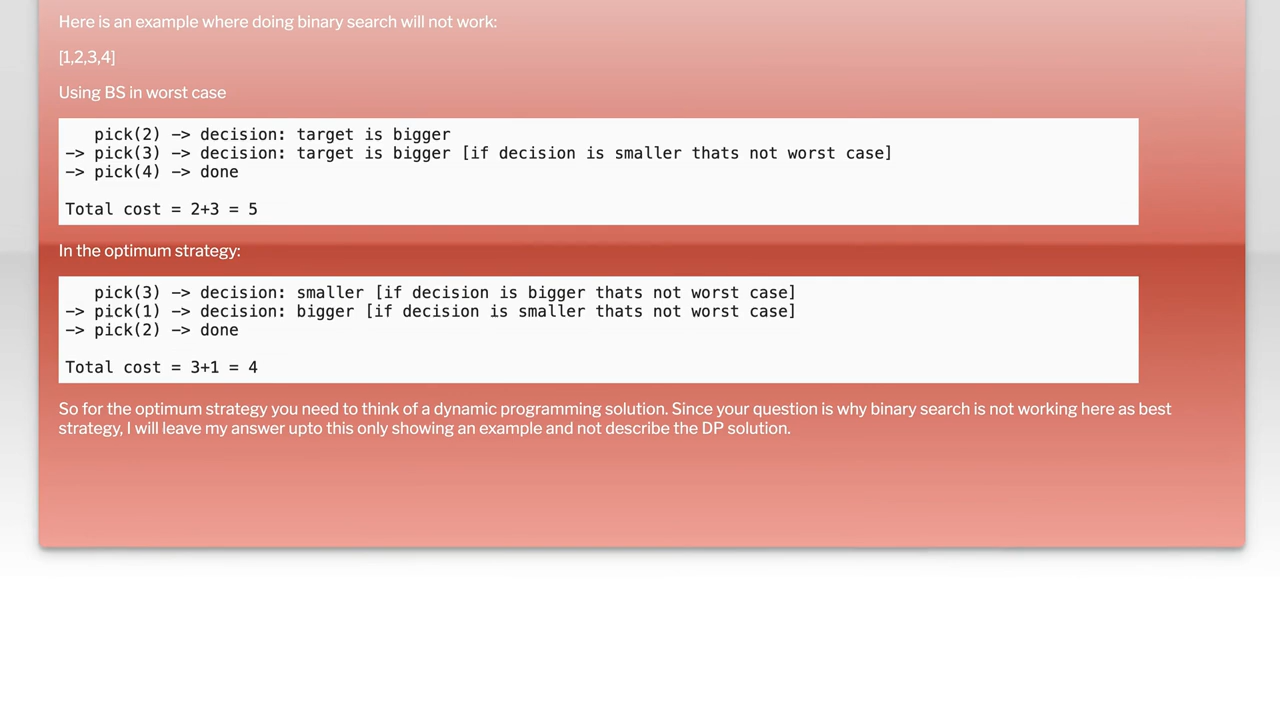 Here is an example where doing binary search will not work:
[1,2,3,4]
Using BS in worst case
   pick(2) -> decision: target is bigger
-> pick(3) -> decision: target is bigger [if decision is smaller thats not worst case]
-> pick(4) -> done
Total cost = 2+3 = 5
In the optimum strategy:
   pick(3) -> decision: smaller [if decision is bigger thats not worst case]
-> pick(1) -> decision: bigger [if decision is smaller thats not worst case]
-> pick(2) -> done
Total cost = 3+1 = 4
So for the optimum strategy you need to think of a dynamic programming solution. Since your question is why binary search is not working here as best
strategy, I will leave my answer upto this only showing an example and not describe the DP solution.